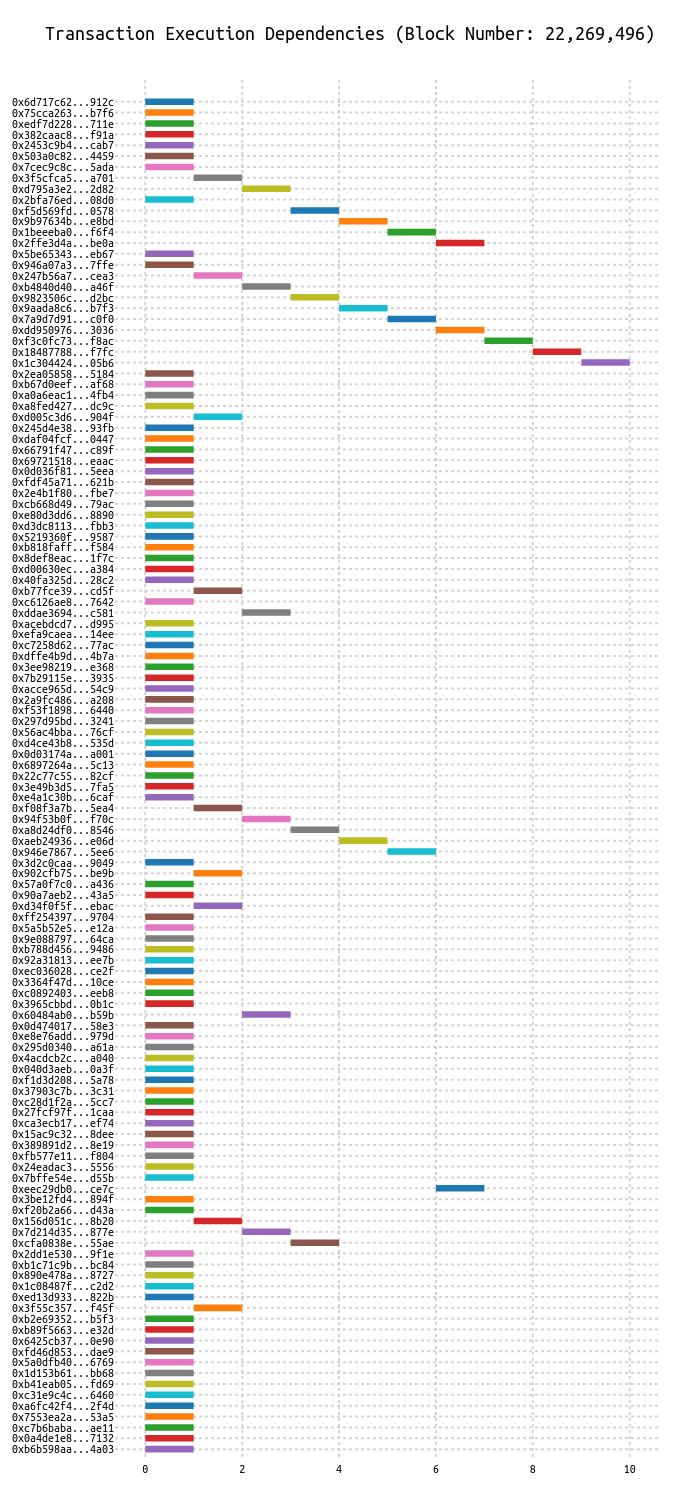 Transaction Execution Dependencies (Block Number: 22,269,496)
0x6d717c62...912c
0x75cca263...b7f6
0xedf7d228...711e
0x382caac8...f91a
0x2453c9b4...cab7
0x503a0c82...4459
0x7cec9c8c...5ada
0x3f5cfca5...a701
0xd795a3e2...2d82
0x2bfa76ed...08d0
0xf5d569fd...0578
0x9b97634b...e8bd
0x1beeeba0...f6f4
0x2ffe3d4a...be0a
0x5be65343...eb67
0x946a07a3...7ffe
0x247b56a7...cea3
0xb4840d40...a46f
0x9823506c...d2bc
0x9aada8c6...b7f3
0x7a9d7d91...c0f0
0xdd950976...3036
0xf3c0fc73...f8ac
0x18487788...f7fc
0x1c304424...05b6
0x2ea05858...5184
0xb67d0eef...af68
0xa0a6eac1...4fb4
0xa8fed427...dc9c
0xd005c3d6...904f
0x245d4e38...93fb
0xdaf04fcf...0447
0x66791f47...c89f
0x69721518...eaac
0x0d036f81...5eea
0xfdf45a71...621b
0x2e4b1f80...fbe7
0xcb668d49...79ac
0xe80d3dd6...8890
0xd3dc8113...fbb3
0x5219360f...9587
0xb818faff...f584
0x8def8eac...1f7c
0xd00630ec...a384
0x40fa325d...28c2
0xb77fce39...cd5f
0xc6126ae8...7642
0xddae3694...c581
0xacebdcd7...d995
0xefa9caea...14ee
0xc7258d62...77ac
0xdffe4b9d...4b7a
0x3ee98219...e368
0x7b29115e...3935
0xacce965d...54c9
0x2a9fc486...a208
0xf53f1898...6440
0x297d95bd...3241
0x56ac4bba...76cf
0xd4ce43b8...535d
0x0d03174a...a001
0x6897264a...5c13
0x22c77c55...82cf
0x3e49b3d5...7fa5
0xe4a1c30b...6caf
0xf08f3a7b...5ea4
0x94f53b0f...f70c
0xa8d24df0...8546
0xaeb24936...e06d
0x946e7867...5ee6
0x3d2c0caa...9049
0x902cfb75...be9b
0x57a0f7c0...a436
0x90a7aeb2...43a5
0xd34f0f5f...ebac
0xff254397...9704
0x5a5b52e5...e12a
0x9e088797...64ca
0xb788d456...9486
0x92a31813...ee7b
0xec036028...ce2f
0x3364f47d...10ce
0xc0892403...eeb8
0x3965cbbd...0b1c
0x60484ab0...b59b
0x0d474017...58e3
0xe8e76add...979d
0x295d0340...a61a
0x4acdcb2c...a040
0x040d3aeb...0a3f
0xf1d3d208...5a78
0x37903c7b...3c31
0xc28d1f2a...5cc7
0x27fcf97f...1caa
0xca3ecb17...ef74
0x15ac9c32...8dee
0x389891d2...8e19
0xfb577e11...f804
0x24eadac3...5556
0x7bffe54e...d55b
0xeec29db0...ce7c
0x3be12fd4...894f
0xf20b2a66...d43a
0x156d051c...8b20
0x7d214d35...877e
0xcfa0838e...55ae
0x2dd1e530...9f1e
0xb1c71c9b...bc84
0x890e478a...8727
0x1c08487f...c2d2
0xed13d933...822b
0x3f55c357...f45f
0xb2e69352...b5f3
0xb89f5663...e32d
0x6425cb37...0e90
0xfd46d853...dae9
0x5a0dfb40...6769
0x1d153b61...bb68
0xb41eab05...fd69
0xc31e9c4c...6460
0xa6fc42f4...2f4d
0x7553ea2a...53a5
0xc7b6baba...ae11
0x0a4de1e8...7132
0xb6b598aa...4a03
0 2 4 6 8 10